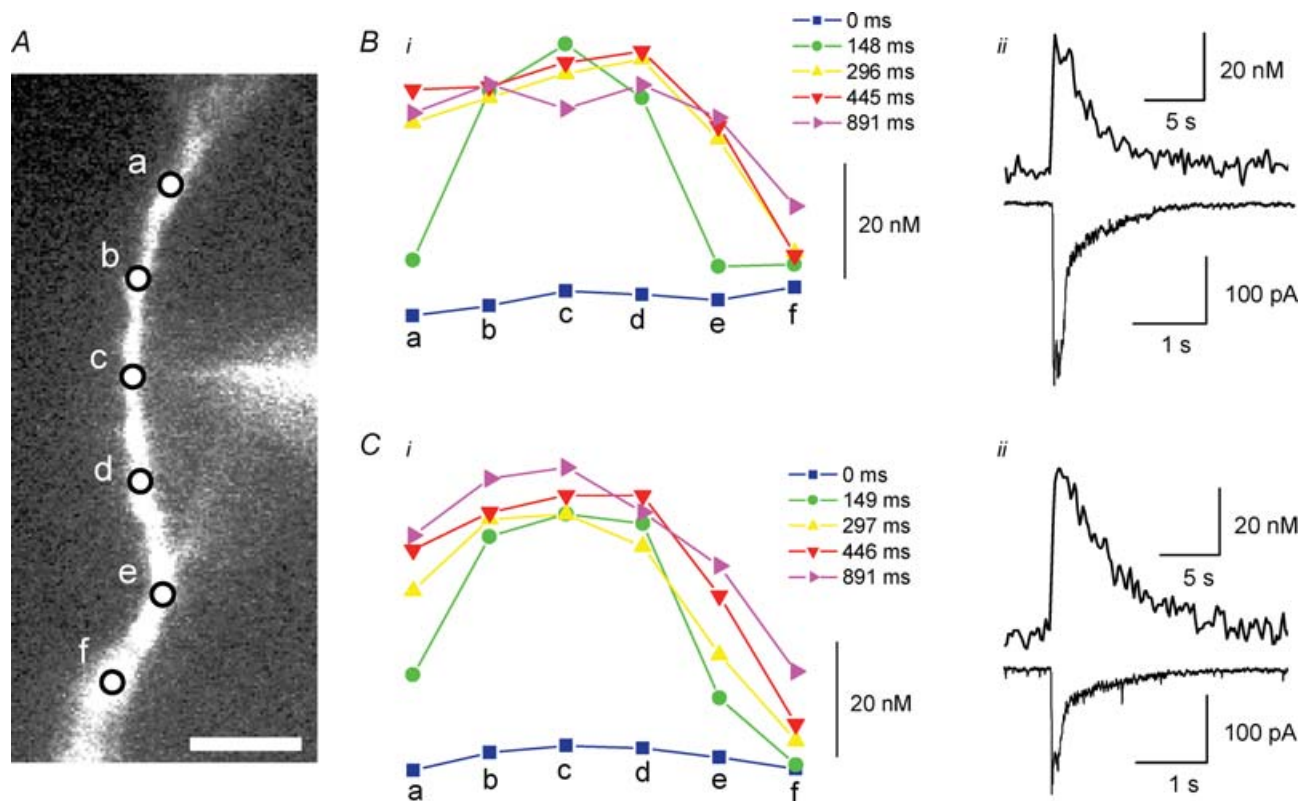 A
a
b
c
d
e
f
B
i
0 ms
148 ms
296 ms
445 ms
891 ms
20 nM
a b c d e f
ii
20 nM
5 s
100 pA
1 s
C
i
0 ms
149 ms
297 ms
446 ms
891 ms
20 nM
a b c d e f
ii
20 nM
5 s
100 pA
1 s